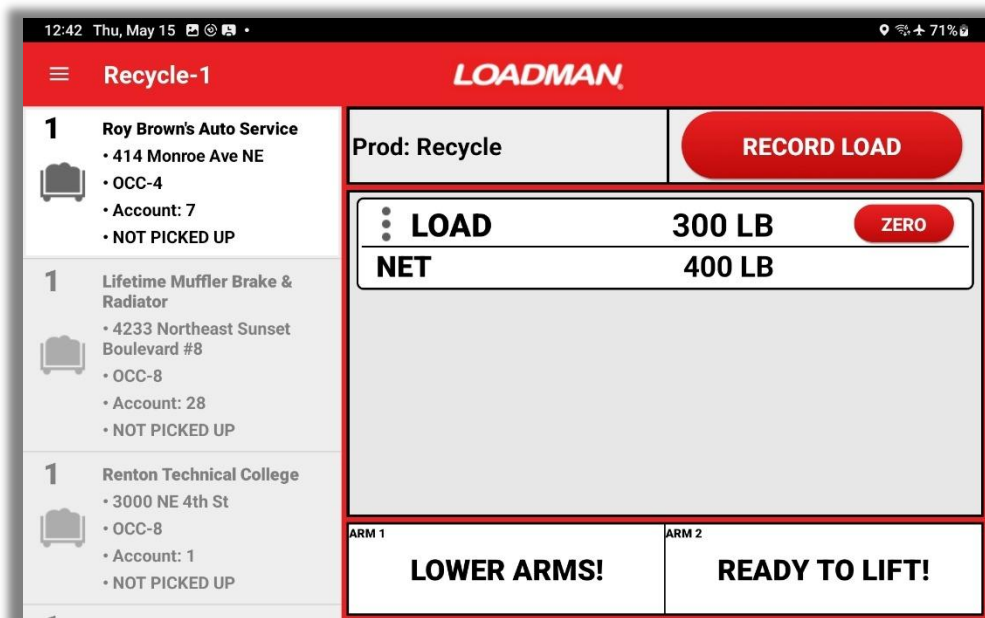 12:42 Thu, May 15
71%
Recycle-1
LOADMAN
1
Roy Brown's Auto Service
• 414 Monroe Ave NE
• OCC-4
• Account: 7
• NOT PICKED UP
1
Lifetime Muffler Brake &
Radiator
• 4233 Northeast Sunset
Boulevard #8
• OCC-8
• Account: 28
• NOT PICKED UP
1
Renton Technical College
• 3000 NE 4th St
• OCC-8
• Account: 1
• NOT PICKED UP
Prod: Recycle
RECORD LOAD
LOAD 300 LB ZERO
NET 400 LB
ARM 1
LOWER ARMS!
ARM 2
READY TO LIFT!